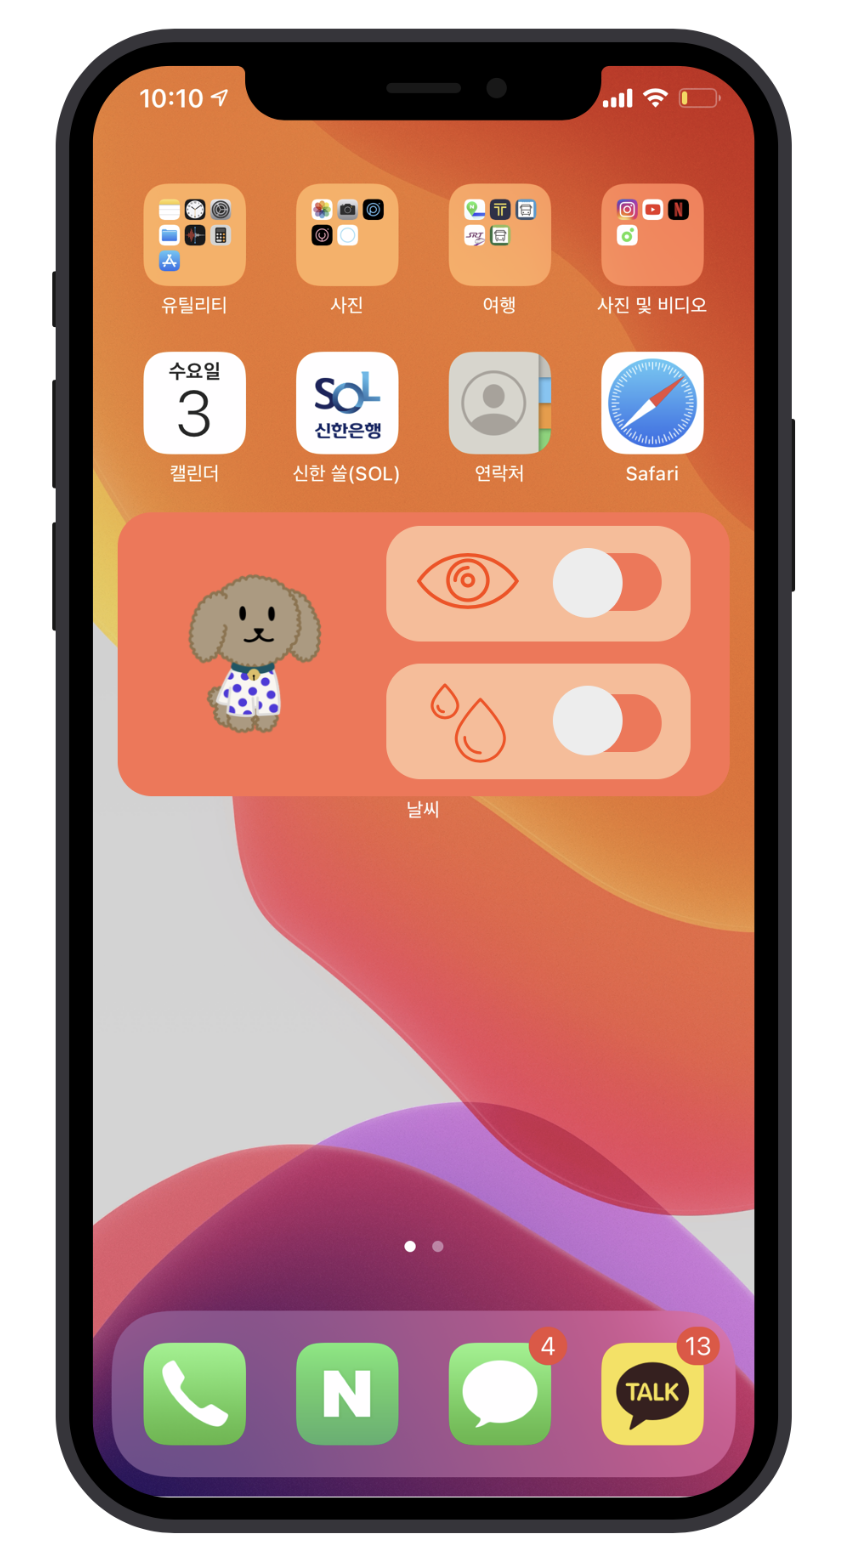 10:10
유틸리티
사진
여행
사진 및 비디오
수요일
3
SOL
신한은행
캘린더
신한 쏠(SOL)
연락처
Safari
날씨
N
4
TALK
13